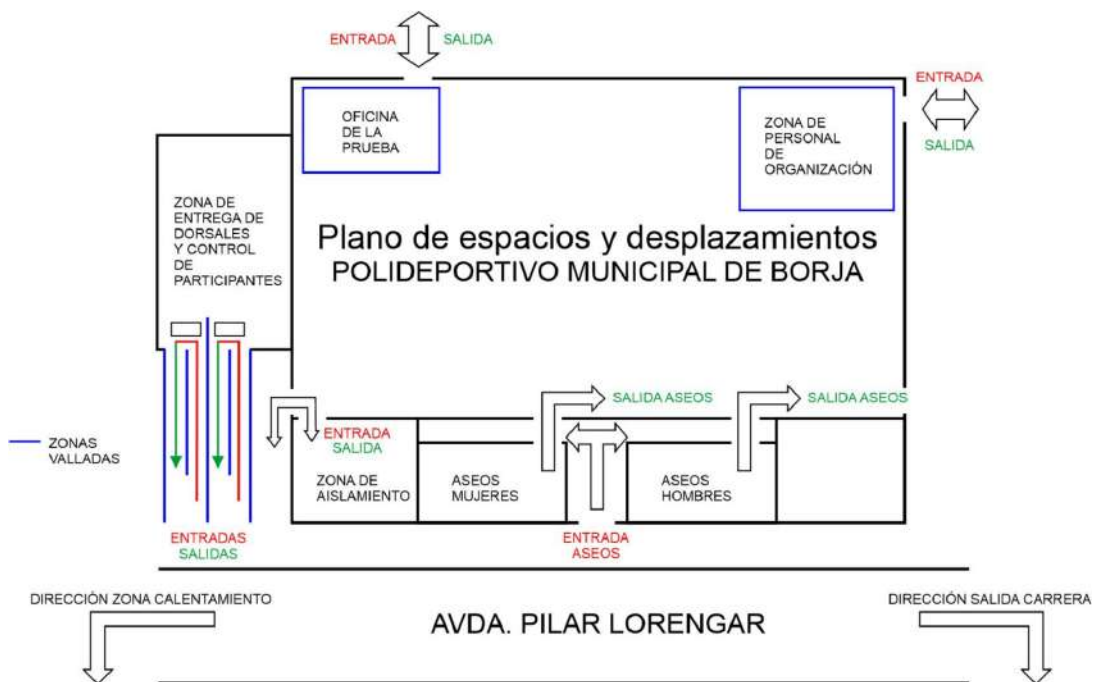 ENTRADA
SALIDA
ENTRADA
SALIDA
OFICINA
DE LA
PRUEBA
ZONA DE
PERSONAL
DE
ORGANIZACIÓN
ZONA DE
ENTREGA DE
DORSALES
Y CONTROL
DE
PARTICIPANTES
Plano de espacios y desplazamientos
POLIDEPORTIVO MUNICIPAL DE BORJA
SALIDA ASEOS
SALIDA ASEOS
ENTRADA
SALIDA
ZONAS
VALLADAS
ZONA DE
AISLAMIENTO
ASEOS
MUJERES
ASEOS
HOMBRES
ENTRADAS
SALIDAS
ENTRADA
ASEOS
DIRECCIÓN ZONA CALENTAMIENTO
DIRECCIÓN SALIDA CARRERA
AVDA. PILAR LORENGAR